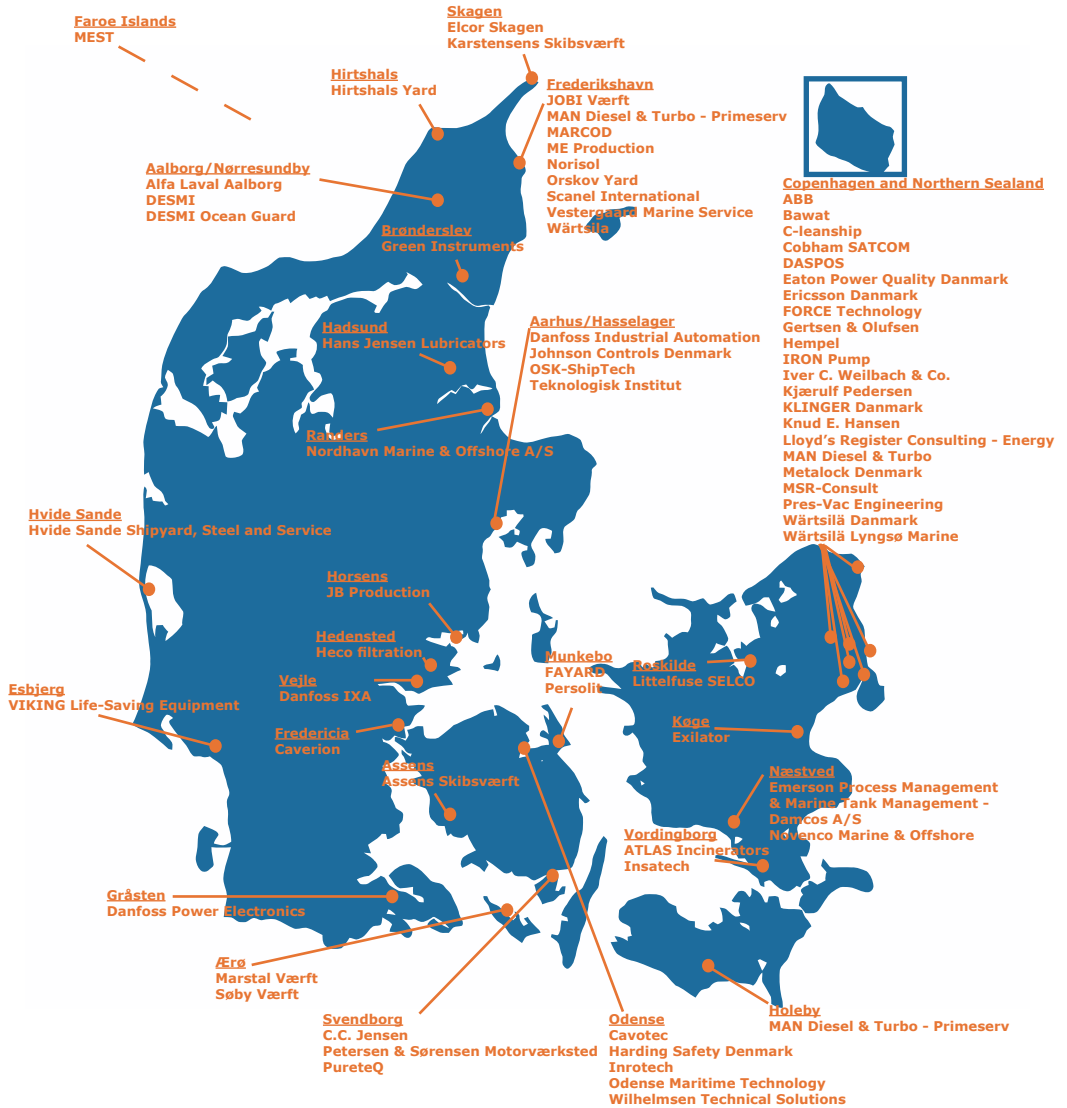 Faroe Islands
MEST
Skagen
Elcor Skagen
Karstensens Skibsværft
Hirtshals
Hirtshals Yard
Frederikshavn
JOBI Værft
MAN Diesel & Turbo - Primeserv
MARCOD
ME Production
Norisol
Orskov Yard
Scanel International
Vestergaard Marine Service
Wärtsila
Aalborg/Nørresundby
Alfa Laval Aalborg
DESMI
DESMI Ocean Guard
Brønderslev
Green Instruments
Copenhagen and Northern Sealand
ABB
Bawat
C-leanship
Cobham SATCOM
DASPOS
Eaton Power Quality Danmark
Ericsson Danmark
FORCE Technology
Gertsen & Olufsen
Hempel
IRON Pump
Iver C. Weilbach & Co.
Kjærulf Pedersen
KLINGER Danmark
Knud E. Hansen
Lloyd’s Register Consulting - Energy
MAN Diesel & Turbo
Metalock Denmark
MSR-Consult
Pres-Vac Engineering
Wärtsilä Danmark
Wärtsilä Lyngsø Marine
Hadsund
Hans Jensen Lubricators
Aarhus/Hasselager
Danfoss Industrial Automation
Johnson Controls Denmark
OSK-ShipTech
Teknologisk Institut
Randers
Nordhavn Marine & Offshore A/S
Hvide Sande
Hvide Sande Shipyard, Steel and Service
Horsens
JB Production
Hedensted
Heco filtration
Vejle
Danfoss IXA
Munkebo
FAYARD
Persolit
Roskilde
Littelfuse SELCO
Esbjerg
VIKING Life-Saving Equipment
Fredericia
Caverion
Køge
Exilator
Assens
Assens Skibsværft
Næstved
Emerson Process Management
& Marine Tank Management -
Damcos A/S
Novenco Marine & Offshore
Vordingborg
ATLAS Incinerators
Insatech
Gråsten
Danfoss Power Electronics
Ærø
Marstal Værft
Søby Værft
Svendborg
C.C. Jensen
Petersen & Sørensen Motorværksted
PureteQ
Odense
Cavotec
Harding Safety Denmark
Inrotech
Odense Maritime Technology
Wilhelmsen Technical Solutions
Holeby
MAN Diesel & Turbo - Primeserv